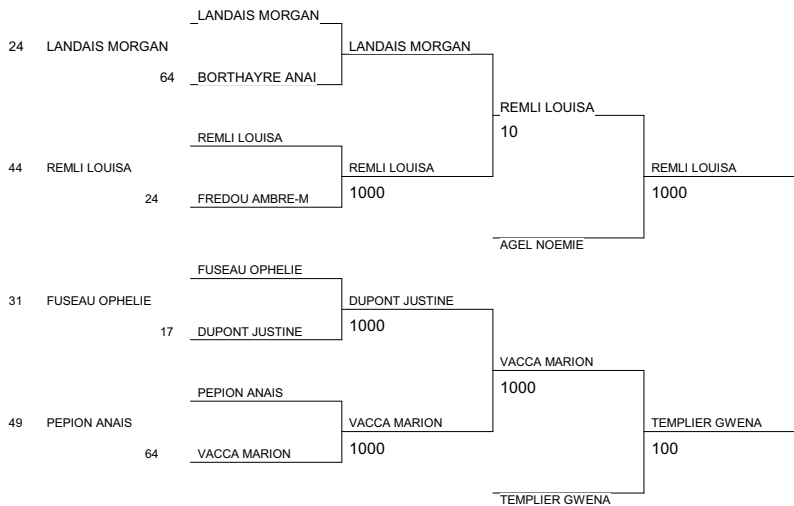 LANDAIS MORGAN
24 LANDAIS MORGAN LANDAIS MORGAN
64 BORTHAYRE ANAI
REMLI LOUISA
10
REMLI LOUISA
44 REMLI LOUISA REMLI LOUISA REMLI LOUISA
1000 1000
24 FREDOU AMBRE-M
AGEL NOEMIE
FUSEAU OPHELIE
31 FUSEAU OPHELIE DUPONT JUSTINE
1000
17 DUPONT JUSTINE
VACCA MARION
1000
PEPION ANAIS
49 PEPION ANAIS VACCA MARION TEMPLIER GWENA
1000 100
64 VACCA MARION
TEMPLIER GWENA